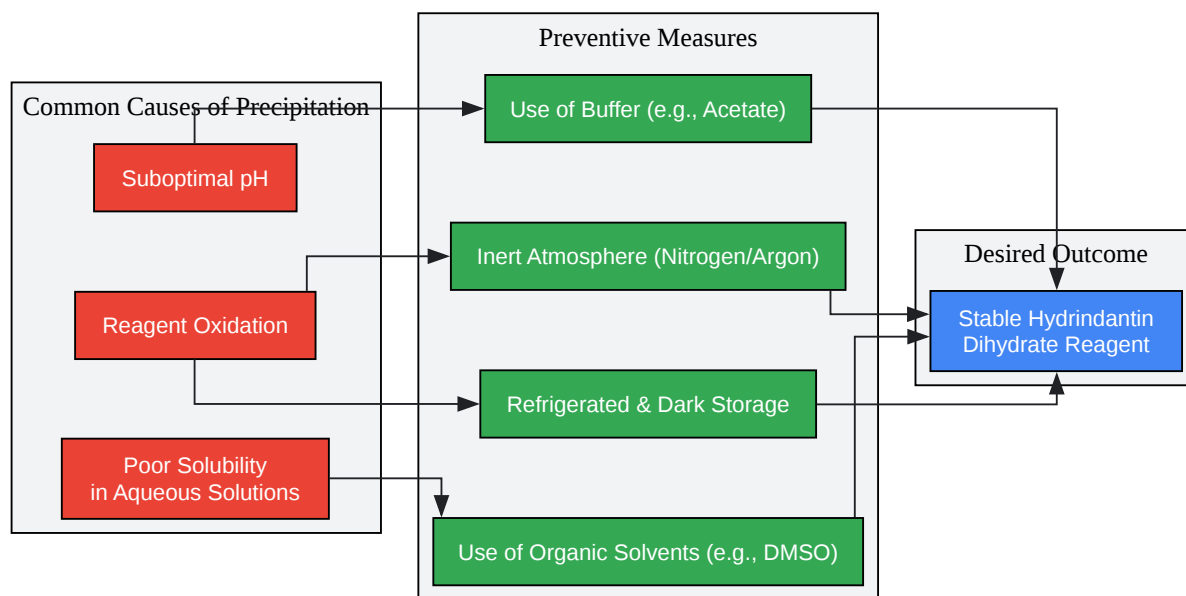 Common Causes of Precipitation
Suboptimal pH
Reagent Oxidation
Poor Solubility
in Aqueous Solutions
Preventive Measures
Use of Buffer (e.g., Acetate)
Inert Atmosphere (Nitrogen/Argon)
Refrigerated & Dark Storage
Use of Organic Solvents (e.g., DMSO)
Desired Outcome
Stable Hydrindantin
Dihydrate Reagent